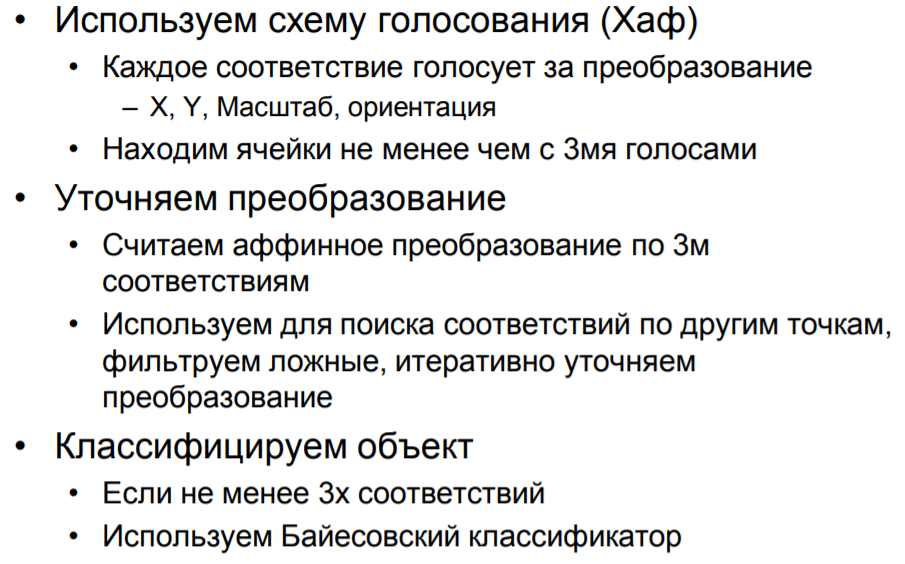 • Используем схему голосования (Хаф)
• Каждое соответствие голосует за преобразование
– X, Y, Масштаб, ориентация
• Находим ячейки не менее чем с 3мя голосами
• Уточняем преобразование
• Считаем аффинное преобразование по 3м
соответствиям
• Используем для поиска соответствий по другим точкам,
фильтруем ложные, итеративно уточняем
преобразование
• Классифицируем объект
• Если не менее 3х соответствий
• Используем Байесовский классификатор